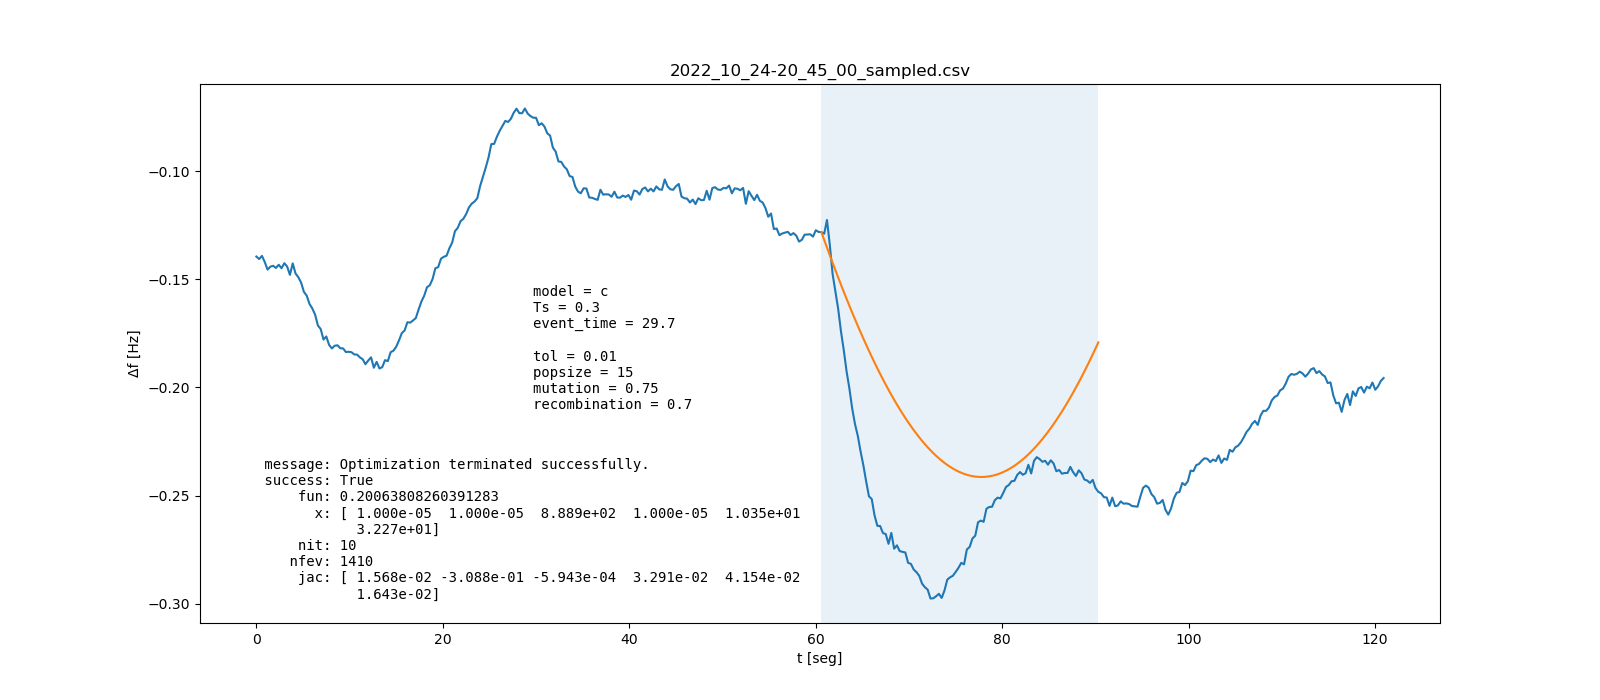 2022_10_24-20_45_00_sampled.csv
−0.10
−0.15
−0.20
−0.25
−0.30
Δf [Hz]
model = c
Ts = 0.3
event_time = 29.7
tol = 0.01
popsize = 15
mutation = 0.75
recombination = 0.7
message: Optimization terminated successfully.
success: True
fun: 0.20063808260391283
x: [ 1.000e-05  1.000e-05  8.889e+02  1.000e-05  1.035e+01
3.227e+01]
nit: 10
nfev: 1410
jac: [ 1.568e-02 -3.088e-01 -5.943e-04  3.291e-02  4.154e-02
1.643e-02]
0 20 40 60 80 100 120
t [seg]